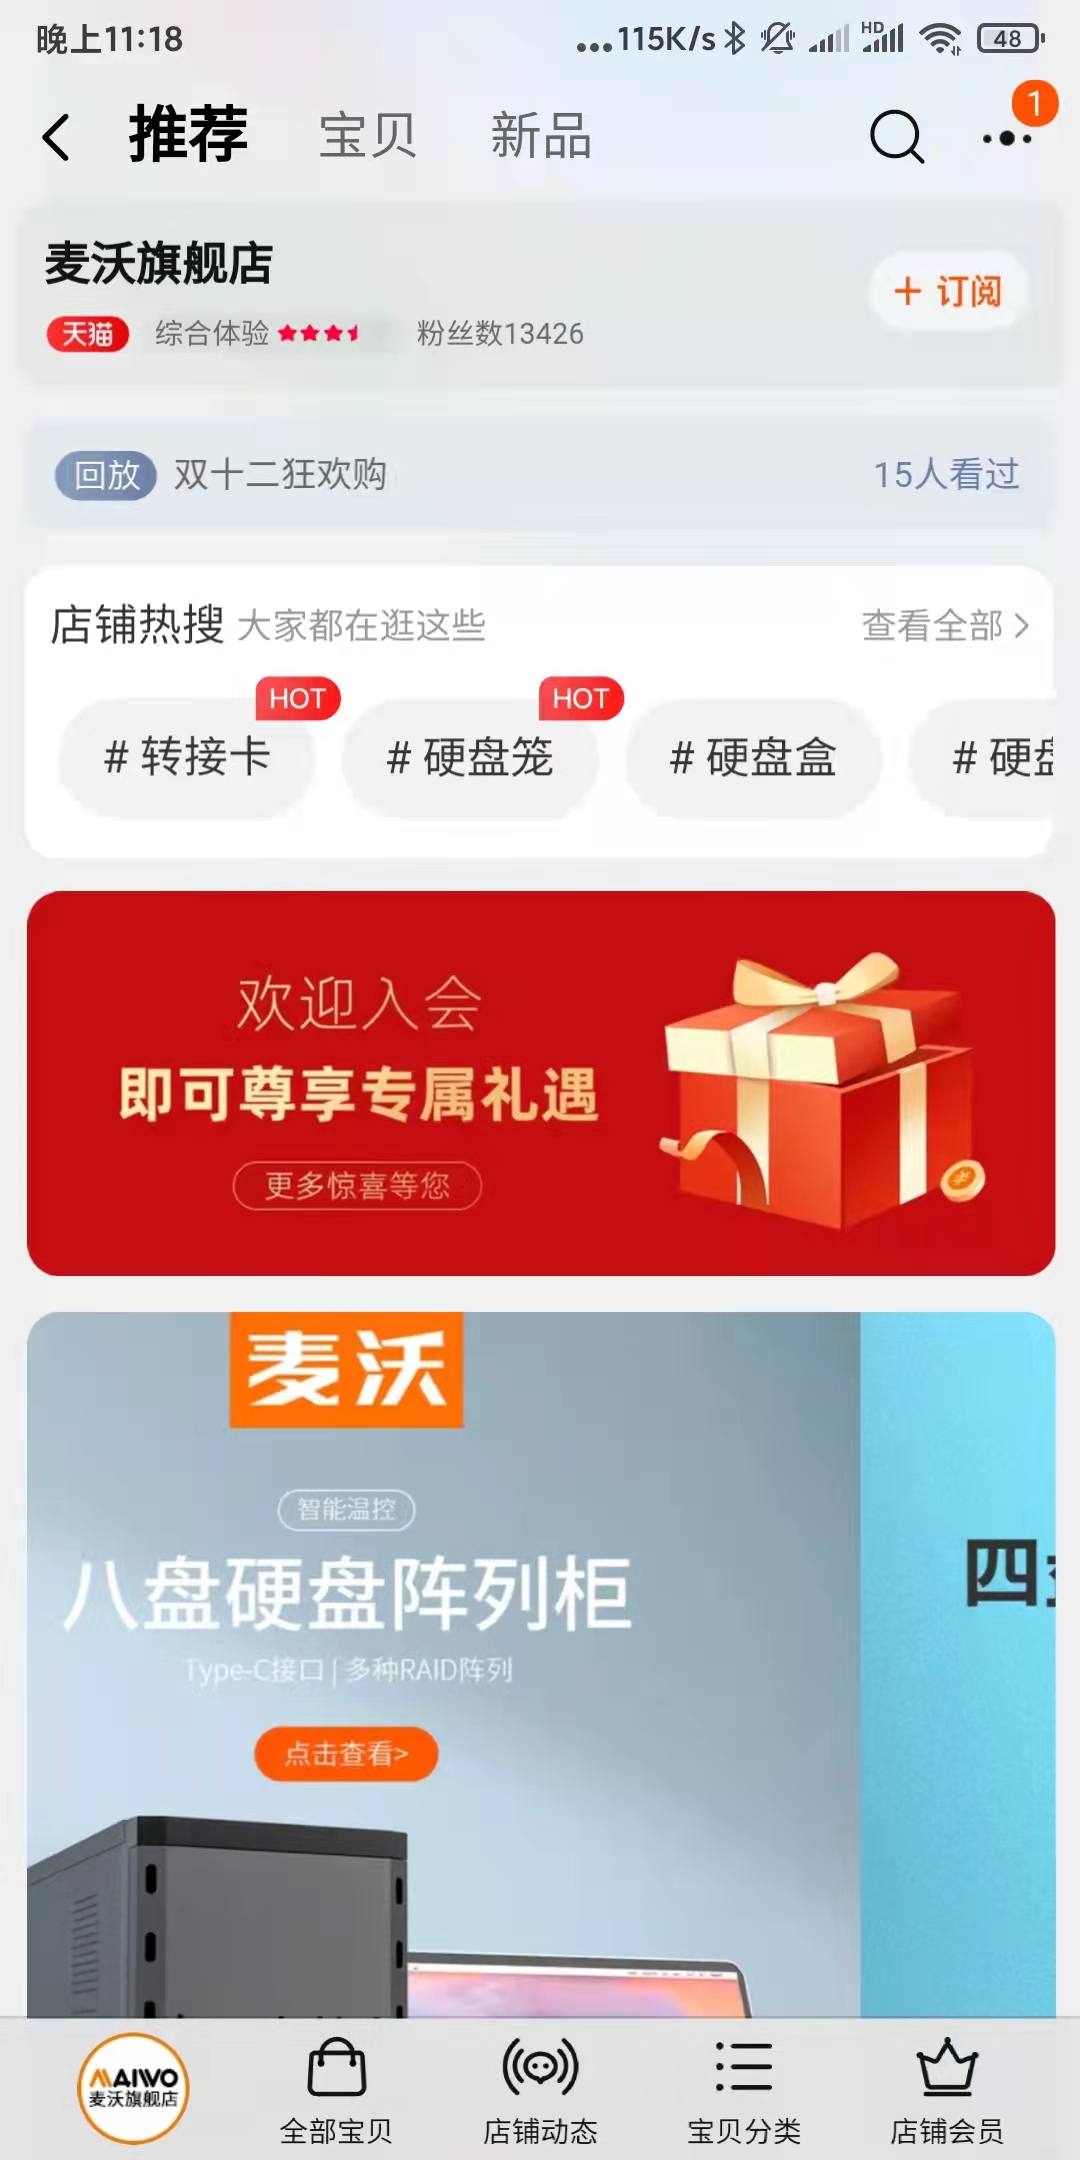 晚上11:18
...115K/s
HD
48
推荐 宝贝 新品
1
麦沃旗舰店
+ 订阅
天猫 综合体验 粉丝数13426
回放 双十二狂欢购 15人看过
店铺热搜 大家都在逛这些 查看全部 >
HOT HOT
# 转接卡 # 硬盘笼 # 硬盘盒 # 硬盘
欢迎入会
即可尊享专属礼遇
更多惊喜等您
麦沃
智能温控
八盘硬盘阵列柜
四
Type-C接口 | 多种RAID阵列
点击查看>
MAIWO
麦沃旗舰店
全部宝贝 店铺动态 宝贝分类 店铺会员